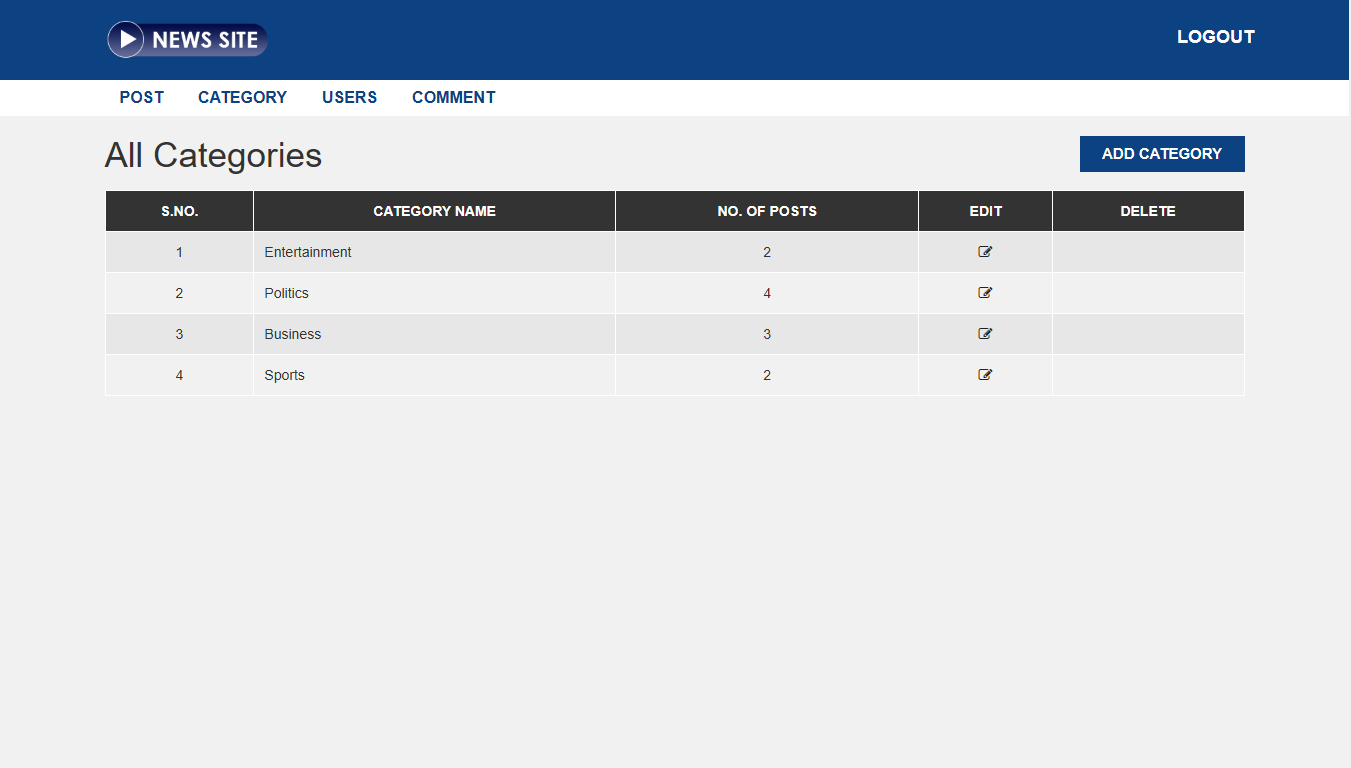 NEWS SITE
LOGOUT
POST CATEGORY USERS COMMENT
All Categories
ADD CATEGORY
S.NO. CATEGORY NAME NO. OF POSTS EDIT DELETE
1 Entertainment 2
2 Politics 4
3 Business 3
4 Sports 2